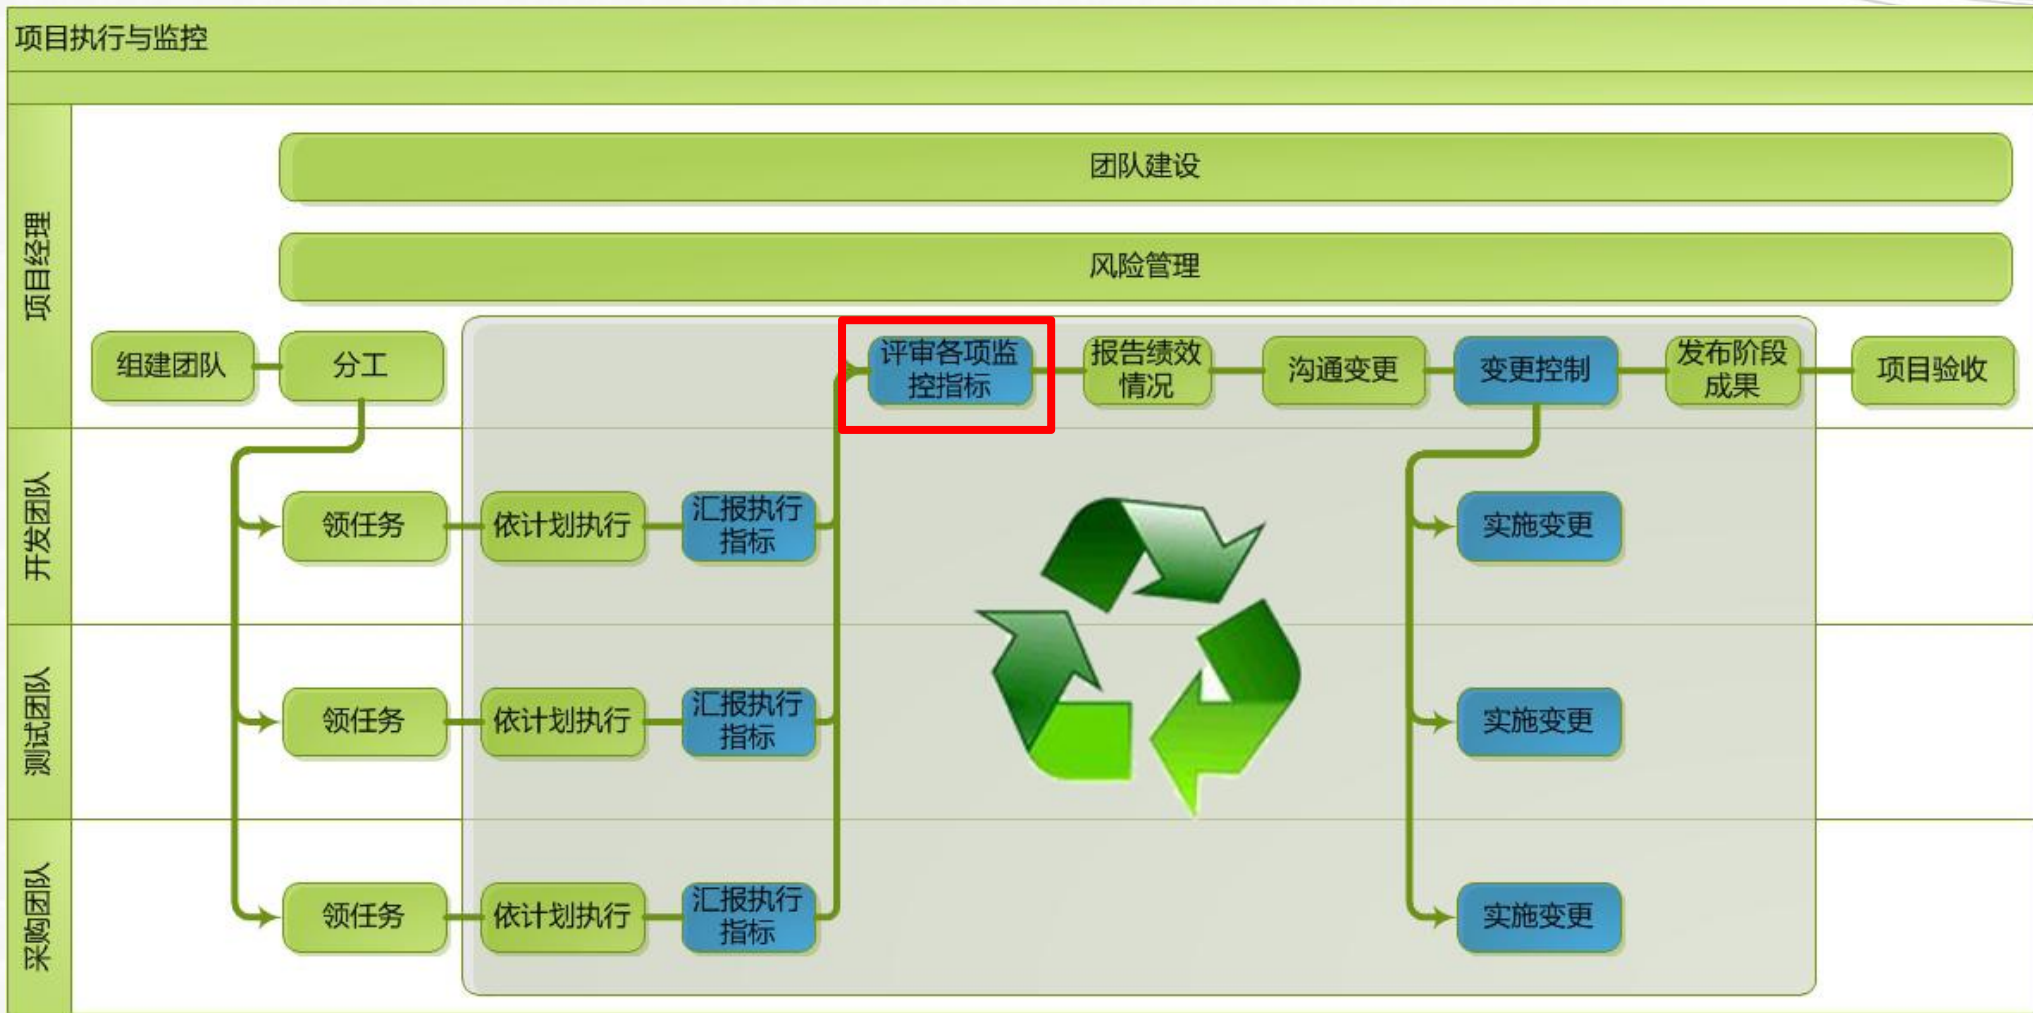 项目执行与监控
项目经理
团队建设
风险管理
组建团队
分工
评审各项监
控指标
报告绩效
情况
沟通变更
变更控制
发布阶段
成果
项目验收
开发团队
领任务
依计划执行
汇报执行
指标
实施变更
测试团队
领任务
依计划执行
汇报执行
指标
实施变更
采购团队
领任务
依计划执行
汇报执行
指标
实施变更